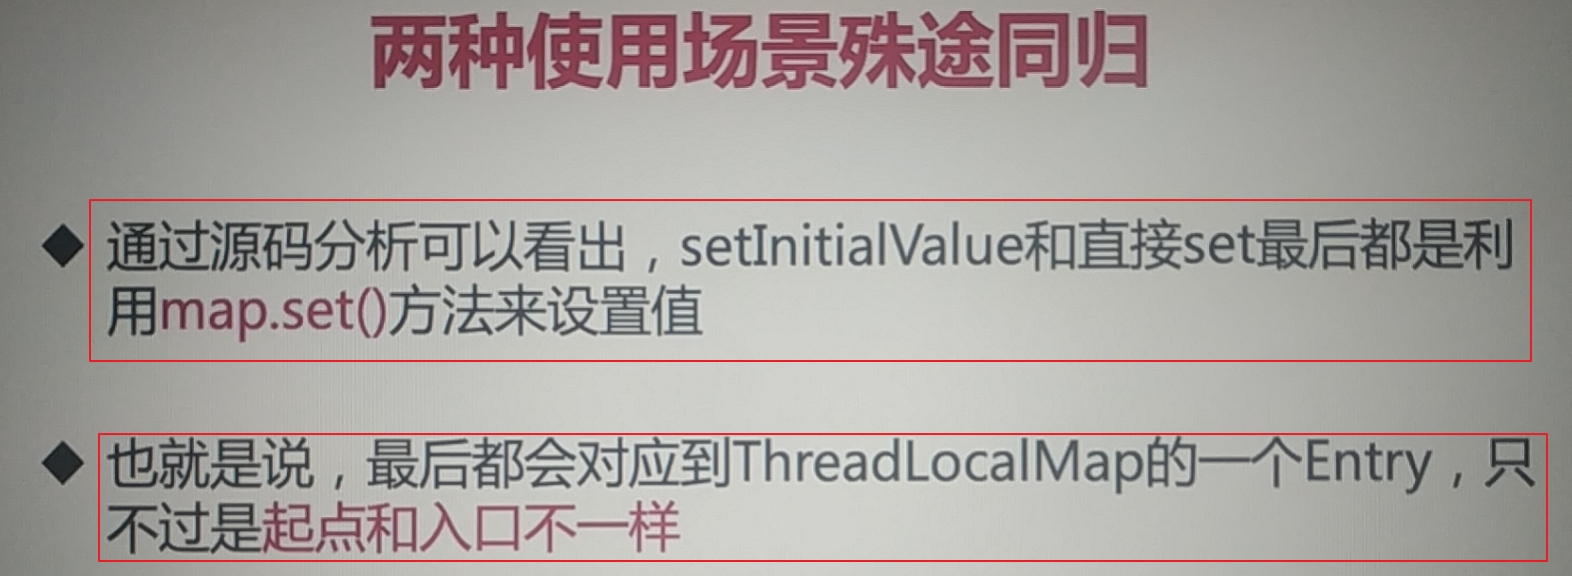 两种使用场景殊途同归
◆ 通过源码分析可以看出，setInitialValue和直接set最后都是利
用map.set()方法来设置值
◆ 也就是说，最后都会对应到ThreadLocalMap的一个Entry，只
不过是起点和入口不一样